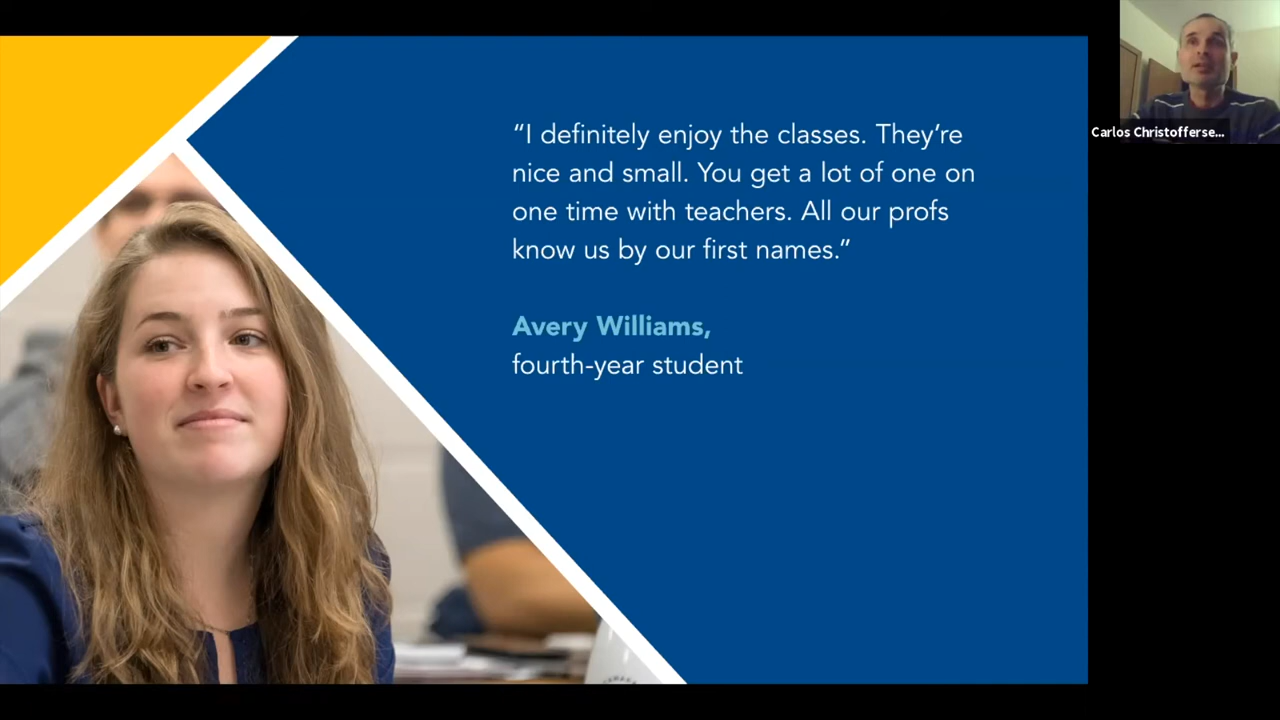 “I definitely enjoy the classes. They’re
nice and small. You get a lot of one on
one time with teachers. All our profs
know us by our first names.”
Avery Williams,
fourth-year student
Carlos Christofferse...